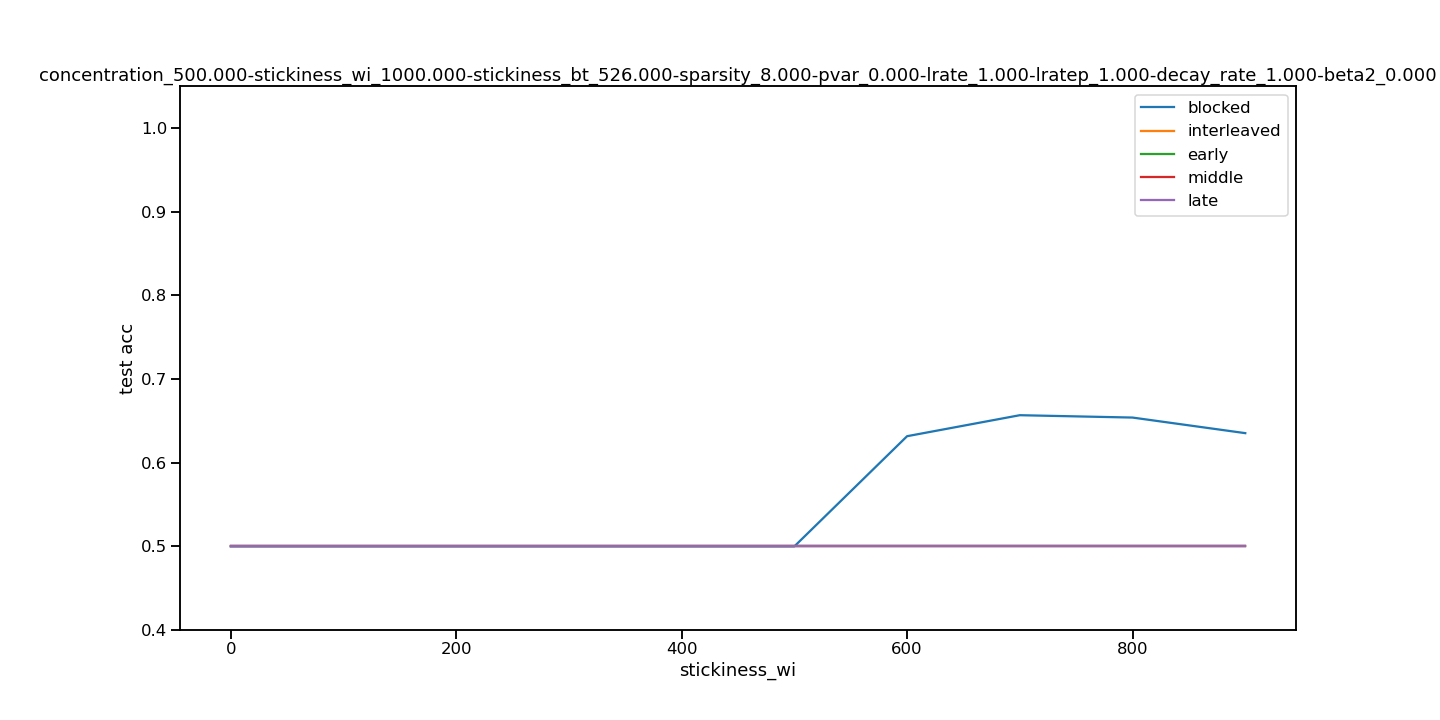 concentration_500.000-stickiness_wi_1000.000-stickiness_bt_526.000-sparsity_8.000-pvar_0.000-lrate_1.000-lratep_1.000-decay_rate_1.000-beta2_0.000
blocked
interleaved
early
middle
late
1.0
0.9
0.8
0.7
0.6
0.5
0.4
test acc
0
200
400
600
800
stickiness_wi